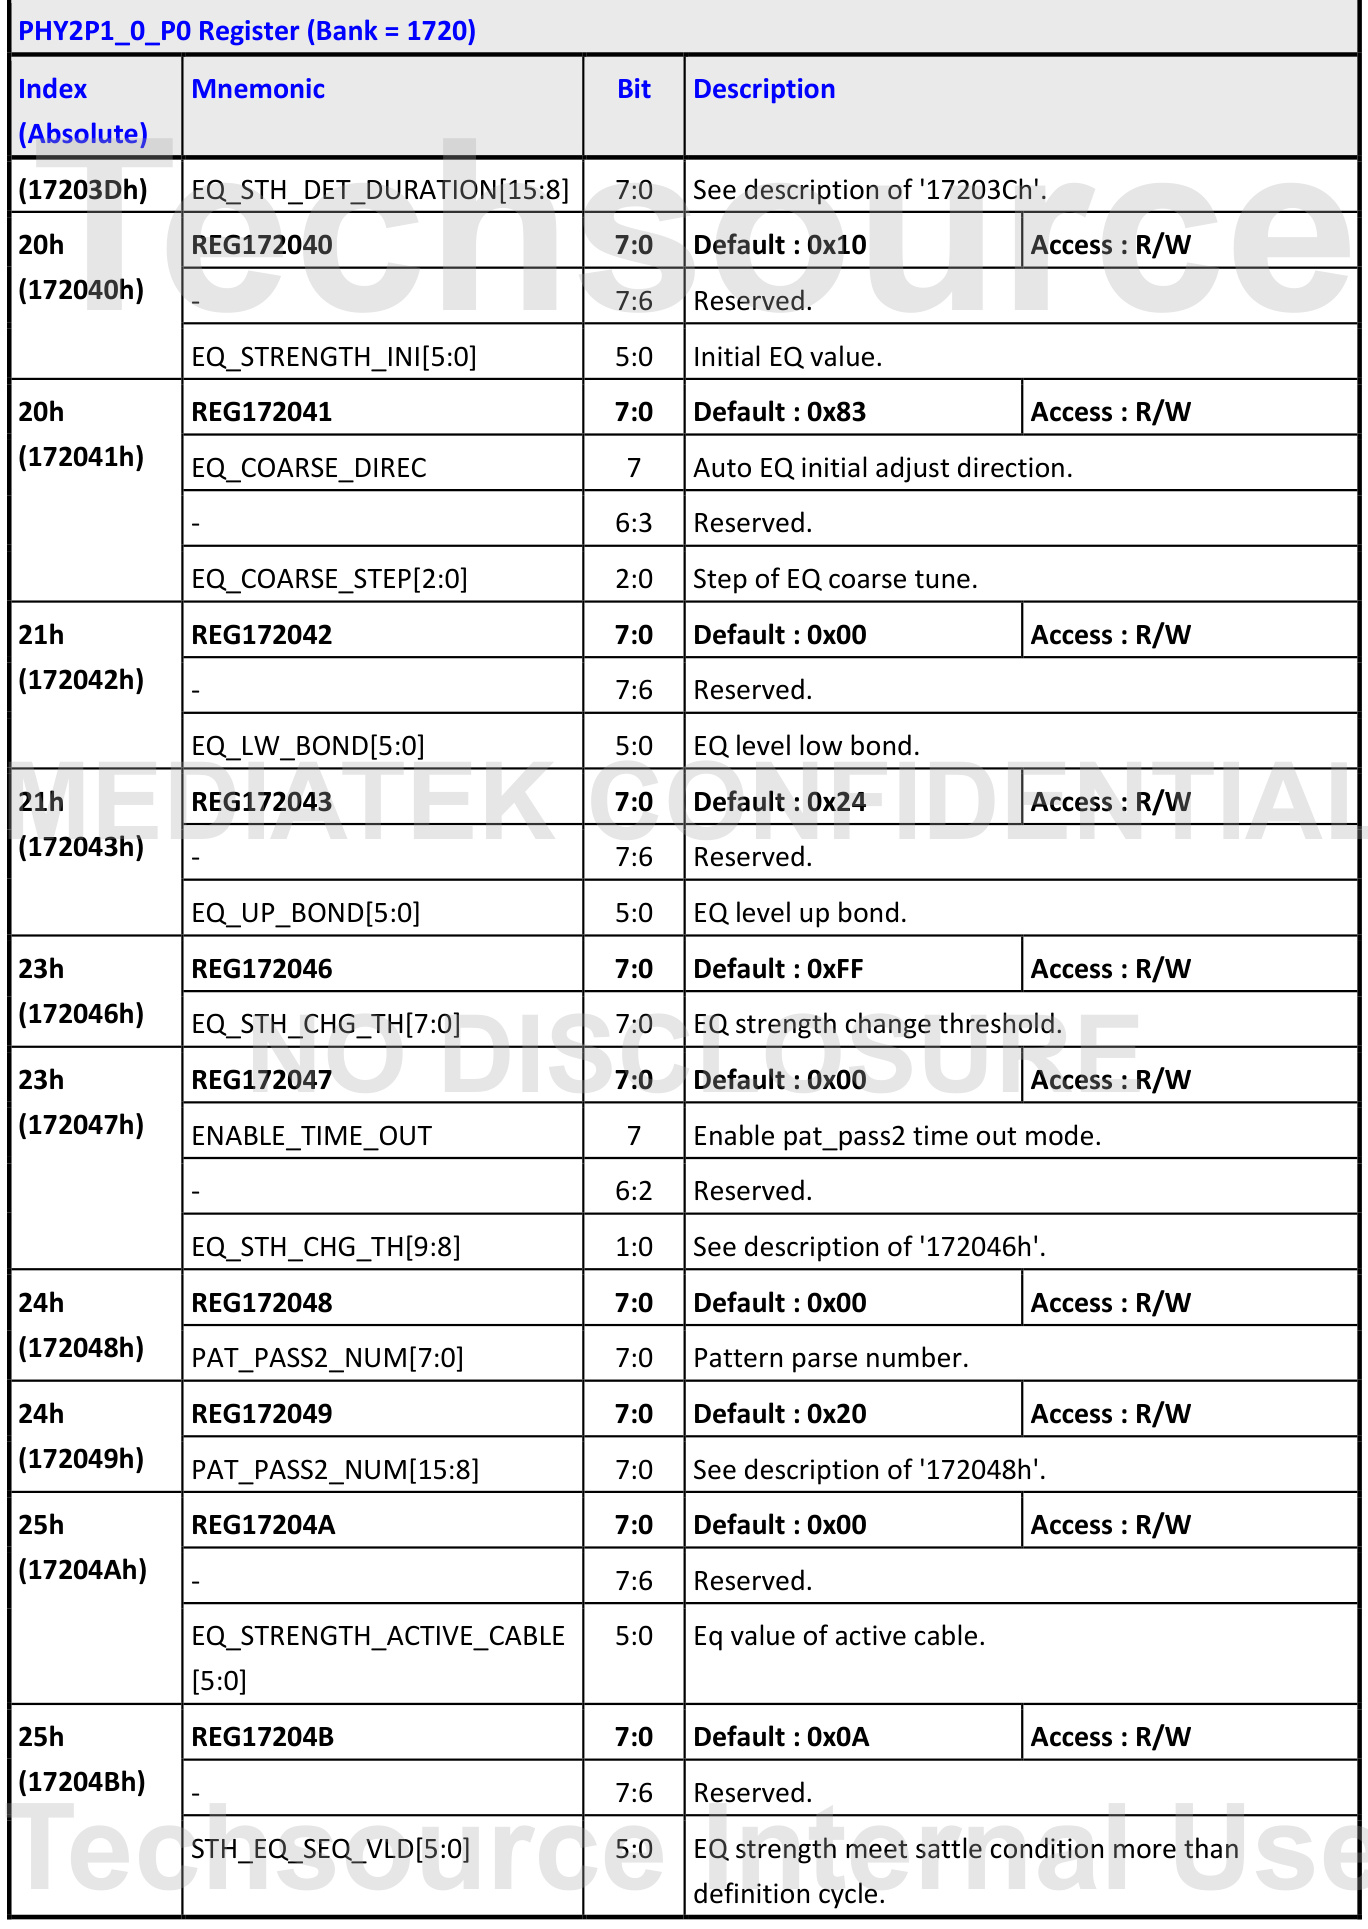 PHY2P1_0_P0 Register (Bank = 1720)
Index (Absolute) Mnemonic Bit Description
(17203Dh) EQ_STH_DET_DURATION[15:8] 7:0 See description of '17203Ch'.
20h (172040h) REG172040 7:0 Default : 0x10 Access : R/W
- 7:6 Reserved.
EQ_STRENGTH_INI[5:0] 5:0 Initial EQ value.
20h (172041h) REG172041 7:0 Default : 0x83 Access : R/W
EQ_COARSE_DIREC 7 Auto EQ initial adjust direction.
- 6:3 Reserved.
EQ_COARSE_STEP[2:0] 2:0 Step of EQ coarse tune.
21h (172042h) REG172042 7:0 Default : 0x00 Access : R/W
- 7:6 Reserved.
EQ_LW_BOND[5:0] 5:0 EQ level low bond.
21h (172043h) REG172043 7:0 Default : 0x24 Access : R/W
- 7:6 Reserved.
EQ_UP_BOND[5:0] 5:0 EQ level up bond.
23h (172046h) REG172046 7:0 Default : 0xFF Access : R/W
EQ_STH_CHG_TH[7:0] 7:0 EQ strength change threshold.
23h (172047h) REG172047 7:0 Default : 0x00 Access : R/W
ENABLE_TIME_OUT 7 Enable pat_pass2 time out mode.
- 6:2 Reserved.
EQ_STH_CHG_TH[9:8] 1:0 See description of '172046h'.
24h (172048h) REG172048 7:0 Default : 0x00 Access : R/W
PAT_PASS2_NUM[7:0] 7:0 Pattern parse number.
24h (172049h) REG172049 7:0 Default : 0x20 Access : R/W
PAT_PASS2_NUM[15:8] 7:0 See description of '172048h'.
25h (17204Ah) REG17204A 7:0 Default : 0x00 Access : R/W
- 7:6 Reserved.
EQ_STRENGTH_ACTIVE_CABLE [5:0] 5:0 Eq value of active cable.
25h (17204Bh) REG17204B 7:0 Default : 0x0A Access : R/W
- 7:6 Reserved.
STH_EQ_SEQ_VLD[5:0] 5:0 EQ strength meet sattle condition more than
definition cycle.
Techsource
MEDIATEK CONFIDENTIAL
NO DISCLOSURE
Techsource Internal Use